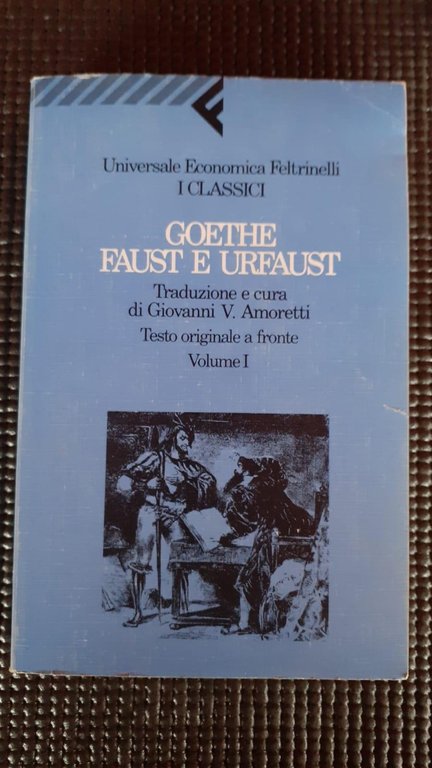 Universale Economica Feltrinelli
I CLASSICI
GOETHE
FAUST E URFAUST
Traduzione e cura
di Giovanni V. Amoretti
Testo originale a fronte
Volume I